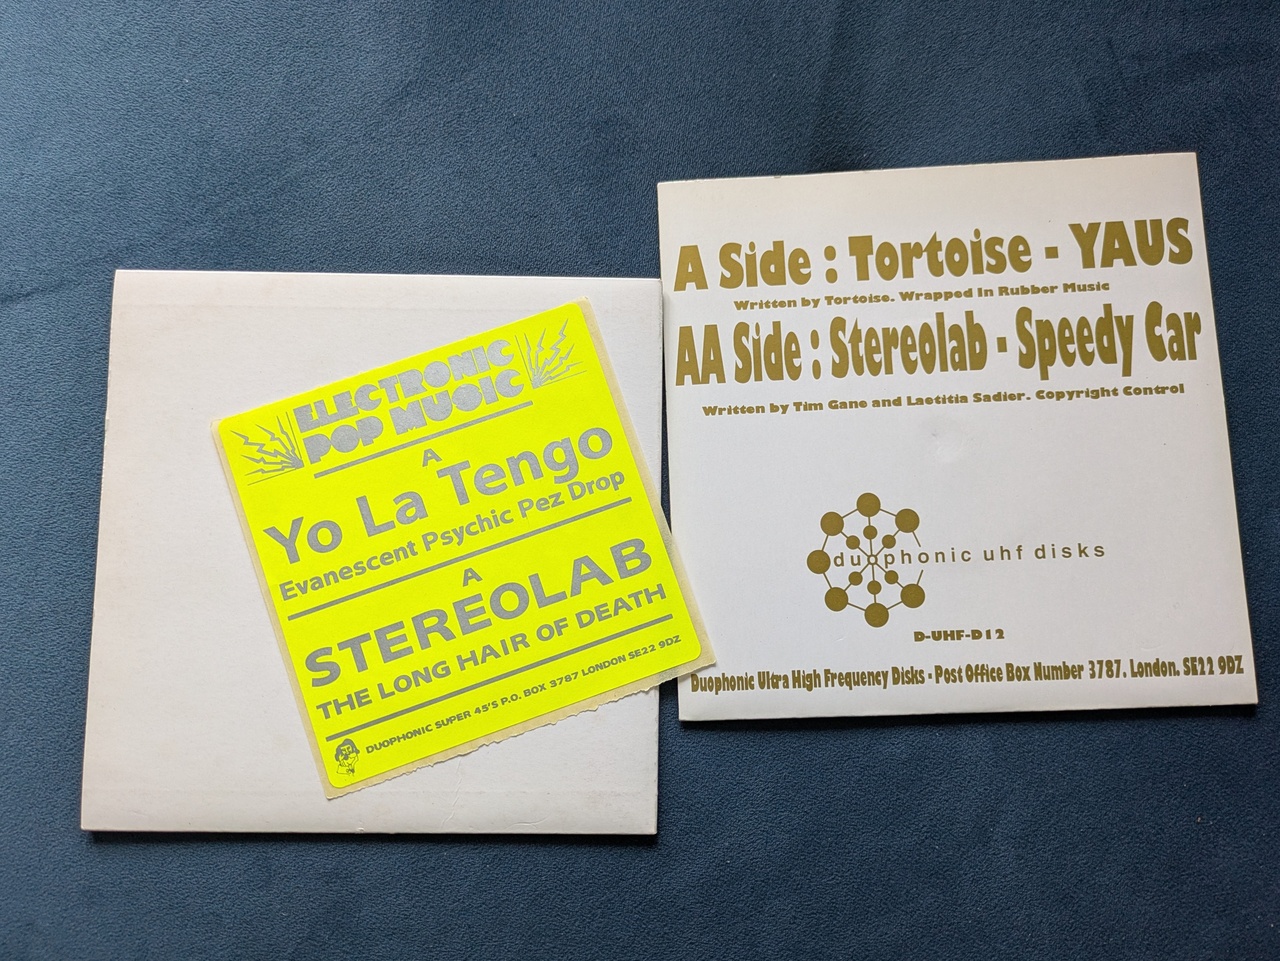 ELECTRONIC
POP MUSIC
A
Yo La Tengo
Evanescent Psychic Pez Drop
A
STEREOLAB
THE LONG HAIR OF DEATH
DUOPHONIC SUPER 45'S P.O. BOX 3787 LONDON SE22 9DZ
A Side : Tortoise - YAUS
Written by Tortoise. Wrapped In Rubber Music
AA Side : Stereolab - Speedy Car
Written by Tim Gane and Laetitia Sadier. Copyright Control
duophonic uhf disks
D-UHF-D12
Duophonic Ultra High Frequency Disks - Post Office Box Number 3787. London. SE22 9DZ